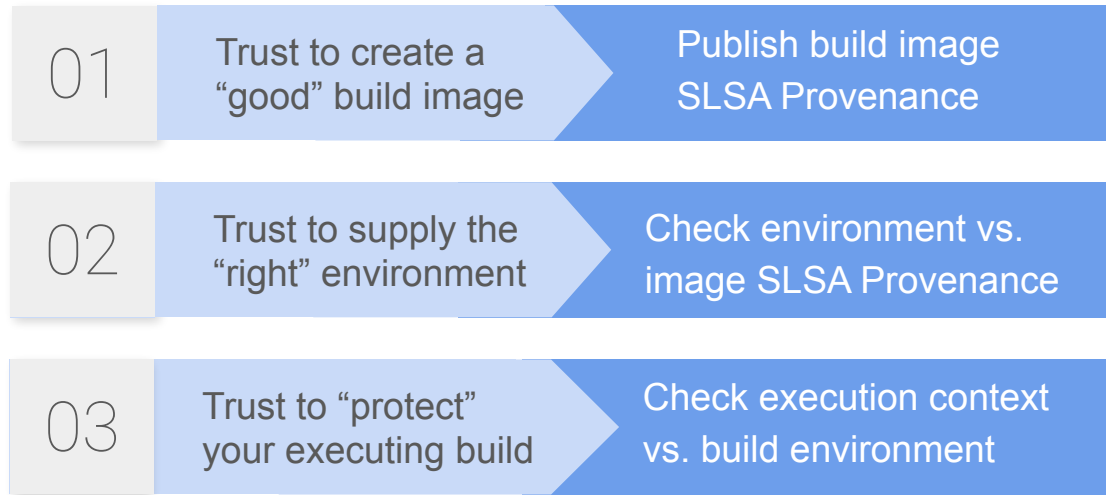 01
Trust to create a
“good” build image
Publish build image
SLSA Provenance
02
Trust to supply the
“right” environment
Check environment vs.
image SLSA Provenance
03
Trust to “protect”
your executing build
Check execution context
vs. build environment